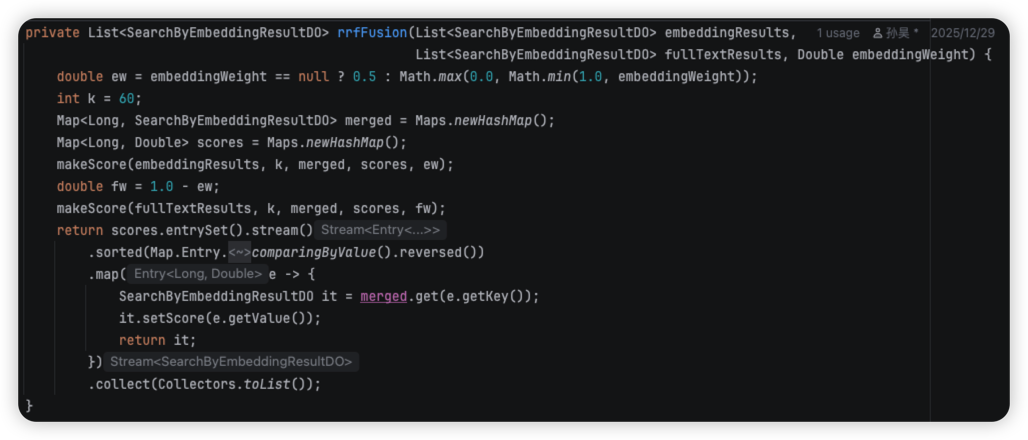 private List<SearchByEmbeddingResultDO> rrfFusion(List<SearchByEmbeddingResultDO> embeddingResults, 1 usage 孙昊 * 2025/12/29
List<SearchByEmbeddingResultDO> fullTextResults, Double embeddingWeight) {
double ew = embeddingWeight == null ? 0.5 : Math.max(0.0, Math.min(1.0, embeddingWeight));
int k = 60;
Map<Long, SearchByEmbeddingResultDO> merged = Maps.newHashMap();
Map<Long, Double> scores = Maps.newHashMap();
makeScore(embeddingResults, k, merged, scores, ew);
double fw = 1.0 - ew;
makeScore(fullTextResults, k, merged, scores, fw);
return scores.entrySet().stream() Stream<Entry<...>>
.sorted(Map.Entry.<~>comparingByValue().reversed())
.map( Entry<Long, Double> e -> {
SearchByEmbeddingResultDO it = merged.get(e.getKey());
it.setScore(e.getValue());
return it;
}) Stream<SearchByEmbeddingResultDO>
.collect(Collectors.toList());
}